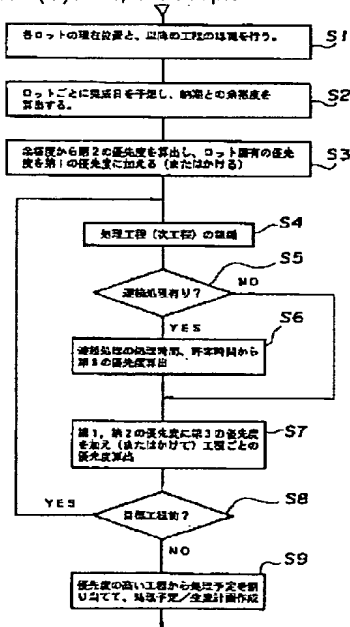 各ロットの現在位置と、以降の工程の認識を行う。
S1
ロットごとに完成日を予想し、納期との余裕度を
算出する。
S2
余裕度から第2の優先度を算出し、ロット固有の優先
度を第1の優先度に加える(またはかける)
S3
処理工程(次工程)の認識
S4
連続処理有り?
S5
NO
YES
S6
連続処理の処理時間、許容時間から
第3の優先度算出
第1、第2の優先度に第3の優先度
を加え(またはかけて)工程ごとの
優先度算出
S7
YES
目標工程前?
S8
NO
S9
優先度の高い工程から処理予定を割
り当てて、処理予定/生産計画作成